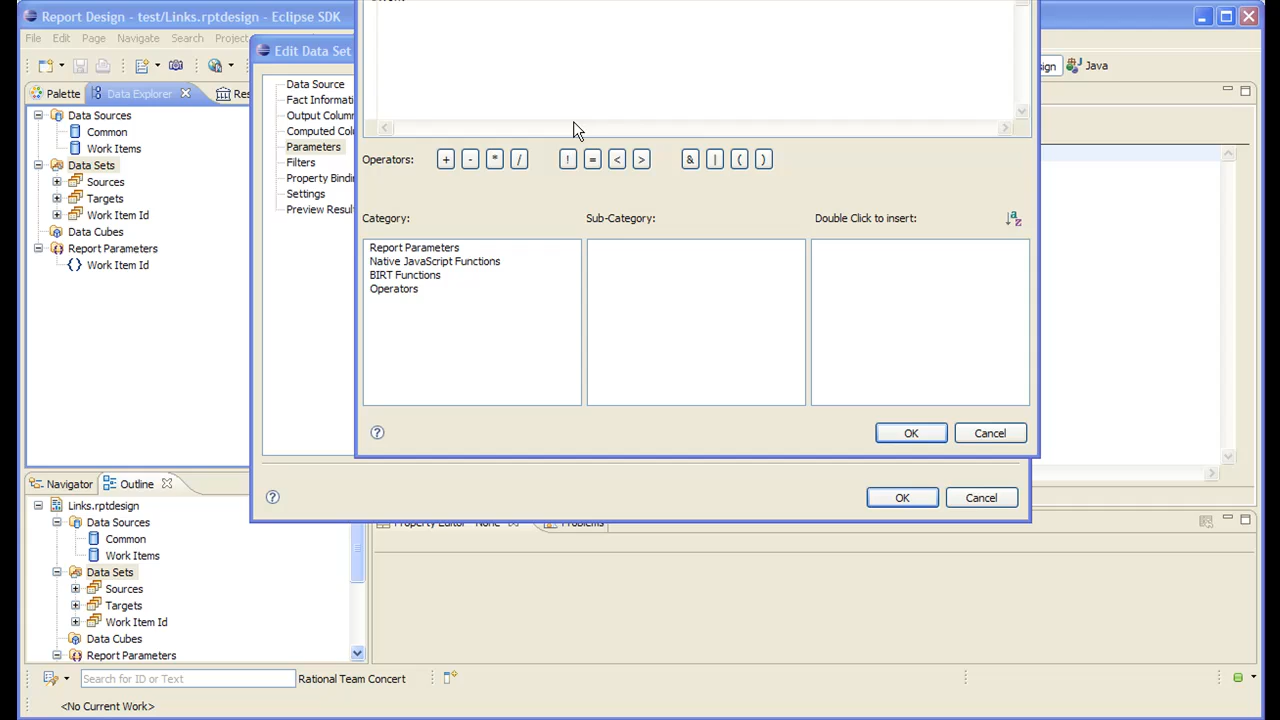 Report Design - test/Links.rptdesign - Eclipse SDK
File Edit Page Navigate Search Project
Edit Data Set
Java
Palette Data Explorer
Data Sources
Common
Work Items
Data Sets
Sources
Targets
Work Item Id
Data Cubes
Report Parameters
Work Item Id
Data Source
Fact Informati
Output Column
Computed Col
Parameters
Filters
Property Bindin
Settings
Preview Resul
Operators: + - * / ! = < > & | ( )
Category: Sub-Category: Double Click to insert:
Report Parameters
Native JavaScript Functions
BIRT Functions
Operators
OK Cancel
OK Cancel
Navigator Outline
Links.rptdesign
Data Sources
Common
Work Items
Data Sets
Sources
Targets
Work Item Id
Data Cubes
Report Parameters
Search for ID or Text Rational Team Concert
<No Current Work>